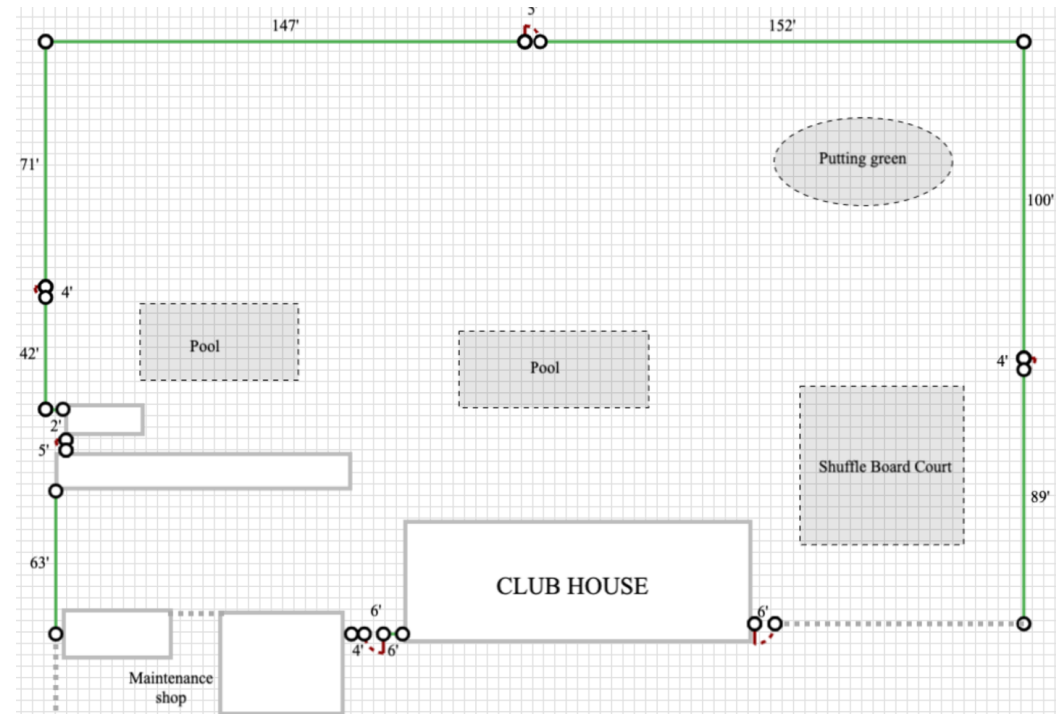 147'
152'
71'
Putting green
100'
4'
42'
Pool
Pool
4'
2'
5'
Shuffle Board Court
89'
63'
CLUB HOUSE
6'
6'
4'
6'
Maintenance
shop